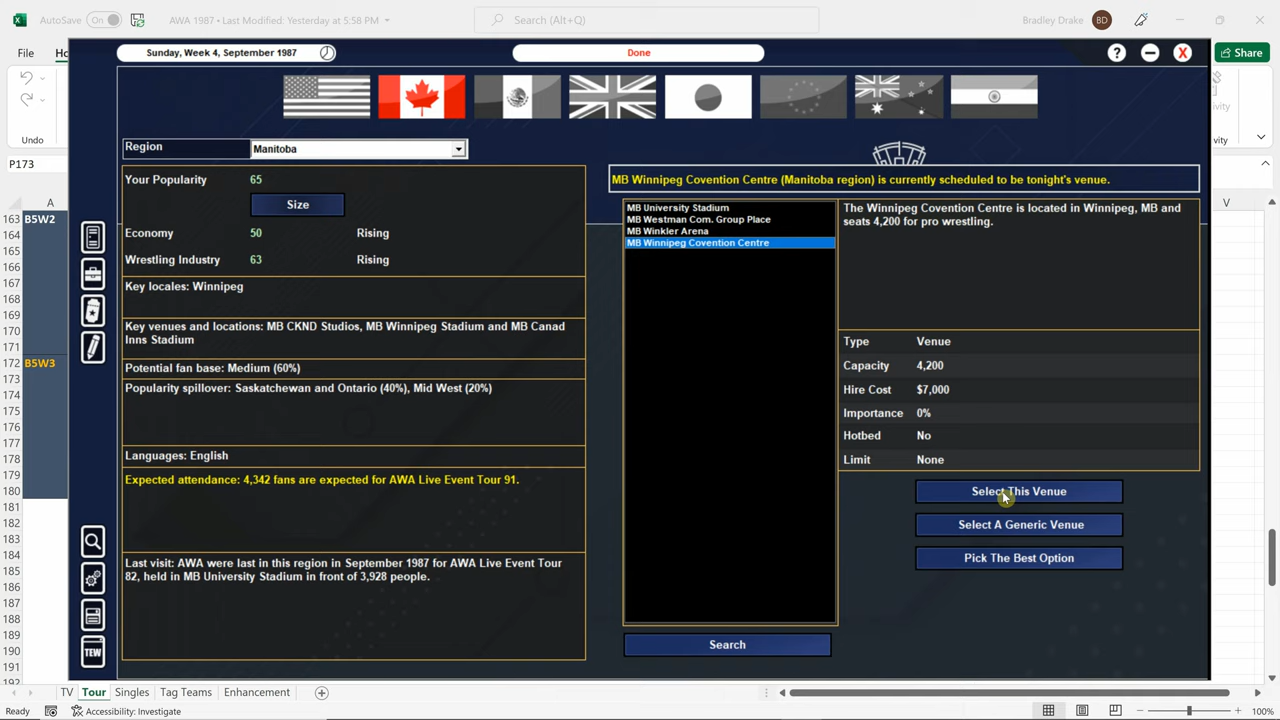 AutoSave
Off
AWA 1987 • Last Modified: Yesterday at 5:58 PM
Search (Alt+Q)
Bradley Drake
BD
File
Ho
Share
Sunday, Week 4, September 1987
Done
?
X
Undo
vity
vity
P173
Region
Manitoba
Your Popularity 65
Size
Economy 50 Rising
Wrestling Industry 63 Rising
Key locales: Winnipeg
Key venues and locations: MB CKND Studios, MB Winnipeg Stadium and MB Canad
Inns Stadium
Potential fan base: Medium (60%)
Popularity spillover: Saskatchewan and Ontario (40%), Mid West (20%)
Languages: English
Expected attendance: 4,342 fans are expected for AWA Live Event Tour 91.
Last visit: AWA were last in this region in September 1987 for AWA Live Event Tour
82, held in MB University Stadium in front of 3,928 people.
MB Winnipeg Covention Centre (Manitoba region) is currently scheduled to be tonight's venue.
MB University Stadium
MB Westman Com. Group Place
MB Winkler Arena
MB Winnipeg Covention Centre
Search
The Winnipeg Covention Centre is located in Winnipeg, MB and
seats 4,200 for pro wrestling.
Type Venue
Capacity 4,200
Hire Cost $7,000
Importance 0%
Hotbed No
Limit None
Select This Venue
Select A Generic Venue
Pick The Best Option
TEW
A
V
163 B5W2
164
165
166
167
168
169
170
171
172 B5W3
173
174
175
176
177
178
179
180
181
182
183
184
185
186
187
188
189
190
191
192
TV
Tour
Singles
Tag Teams
Enhancement
Ready
Accessibility: Investigate
100%